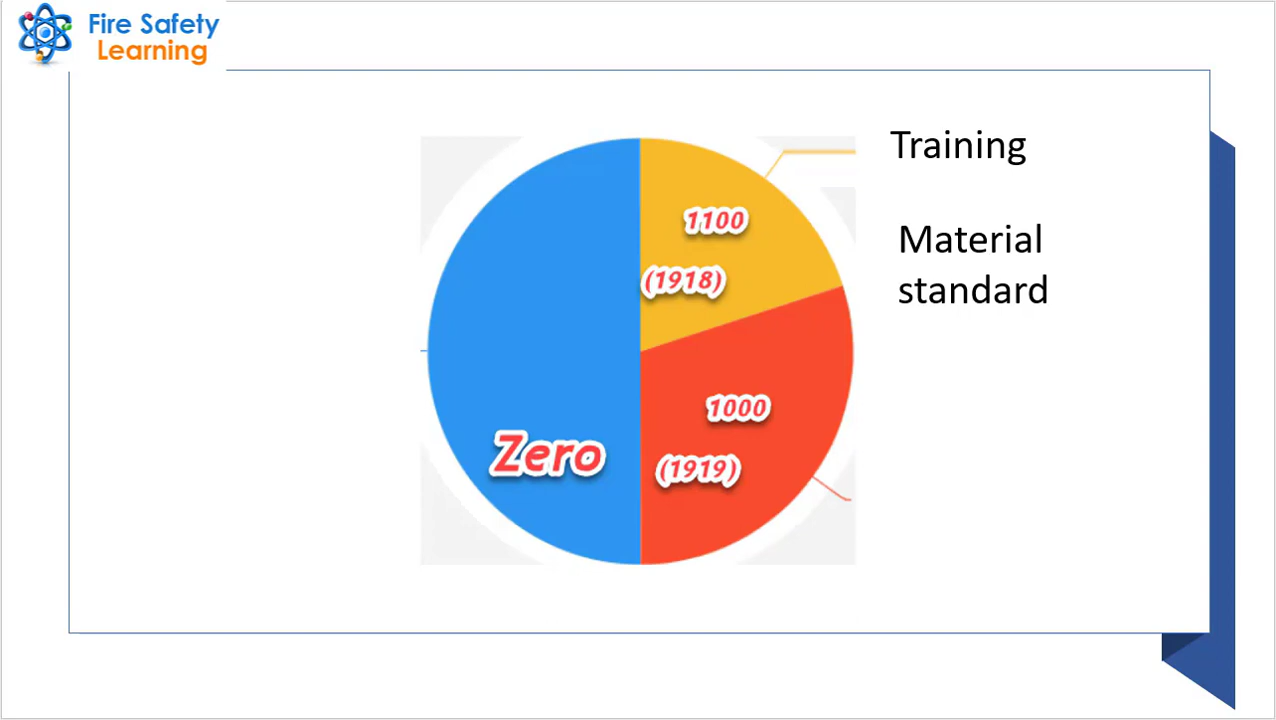 Fire Safety
Learning
Training
1100
Material
(1918)
standard
1000
Zero
(1919)